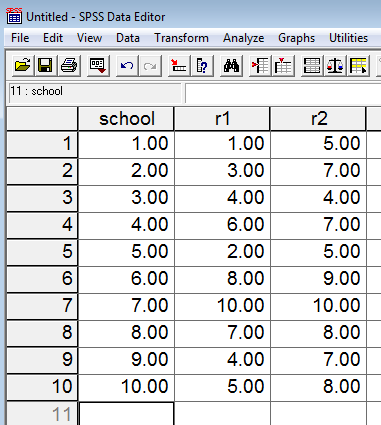 Untitled - SPSS Data Editor
File Edit View Data Transform Analyze Graphs Utilities
11 : school
school r1 r2
1 1.00 1.00 5.00
2 2.00 3.00 7.00
3 3.00 4.00 4.00
4 4.00 6.00 7.00
5 5.00 2.00 5.00
6 6.00 8.00 9.00
7 7.00 10.00 10.00
8 8.00 7.00 8.00
9 9.00 4.00 7.00
10 10.00 5.00 8.00
11